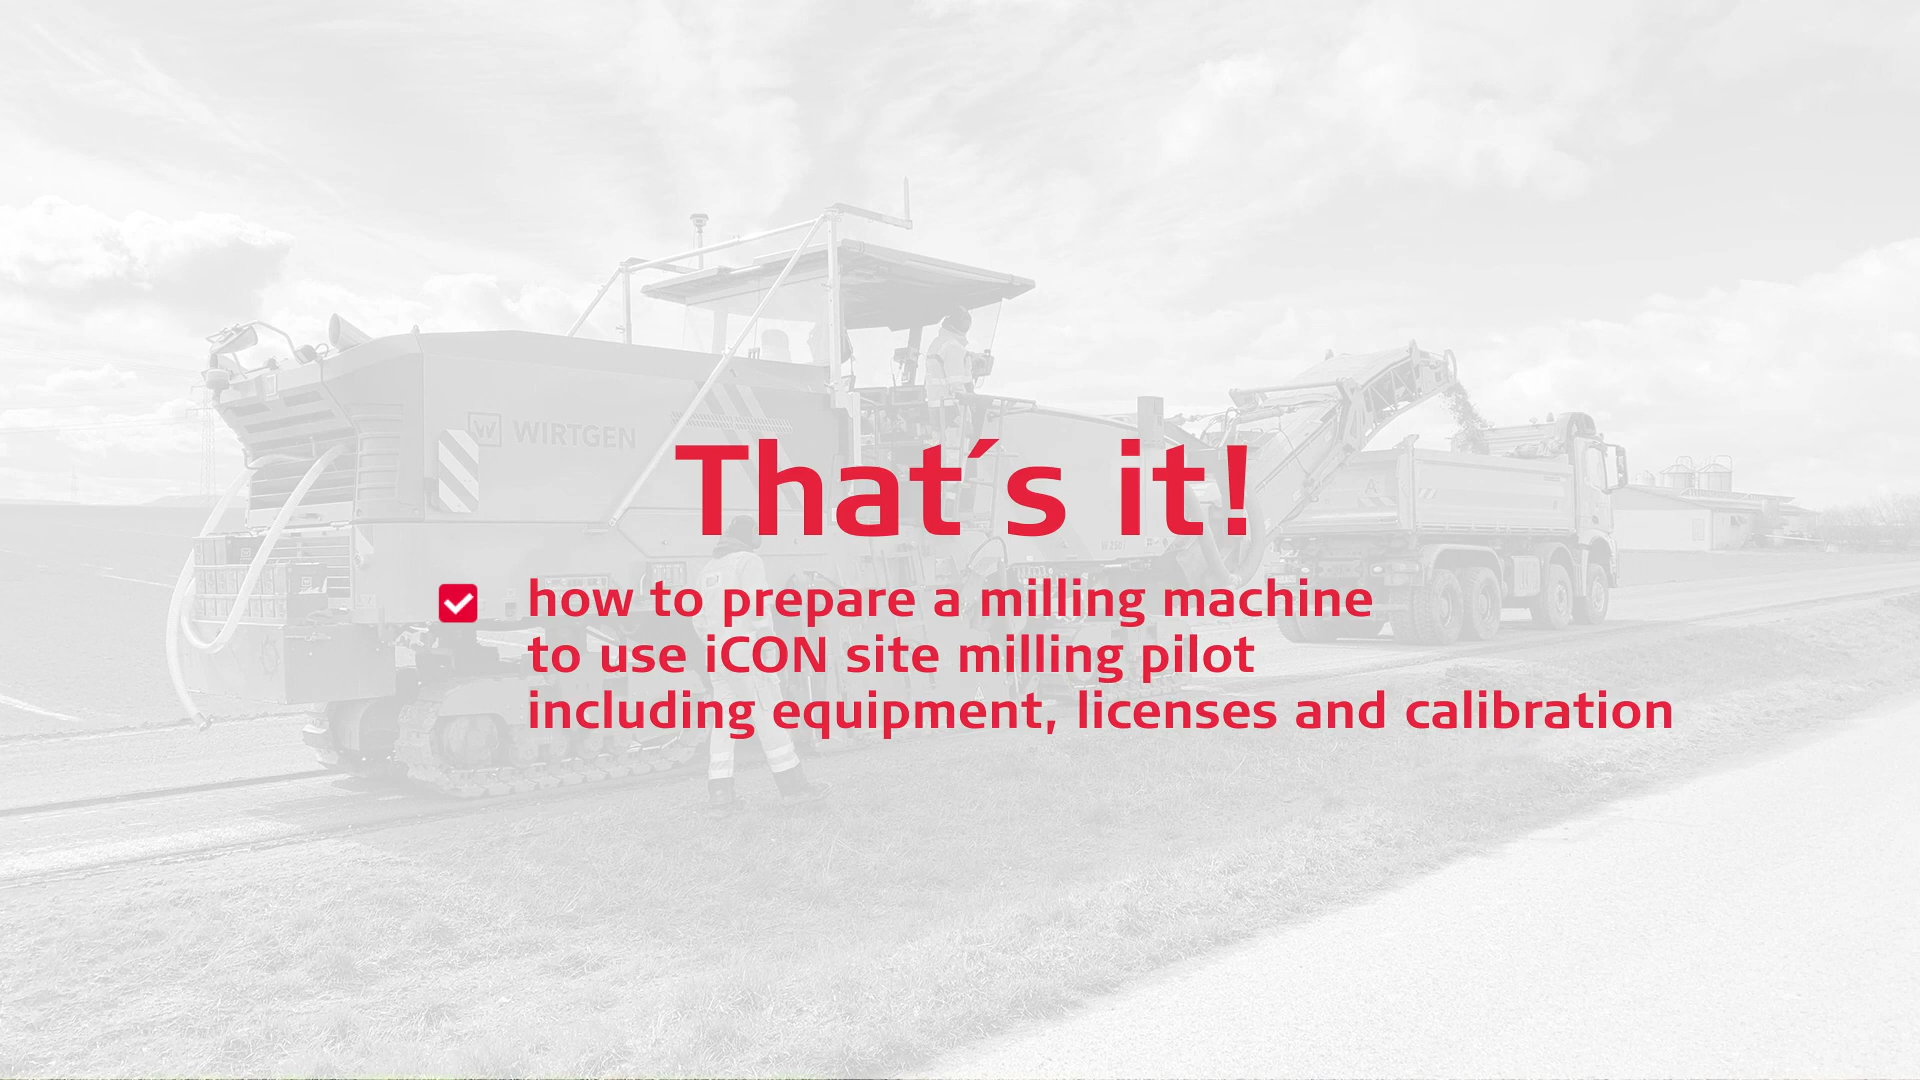 WIRTGEN
That´s it!
how to prepare a milling machine
to use iCON site milling pilot
including equipment, licenses and calibration